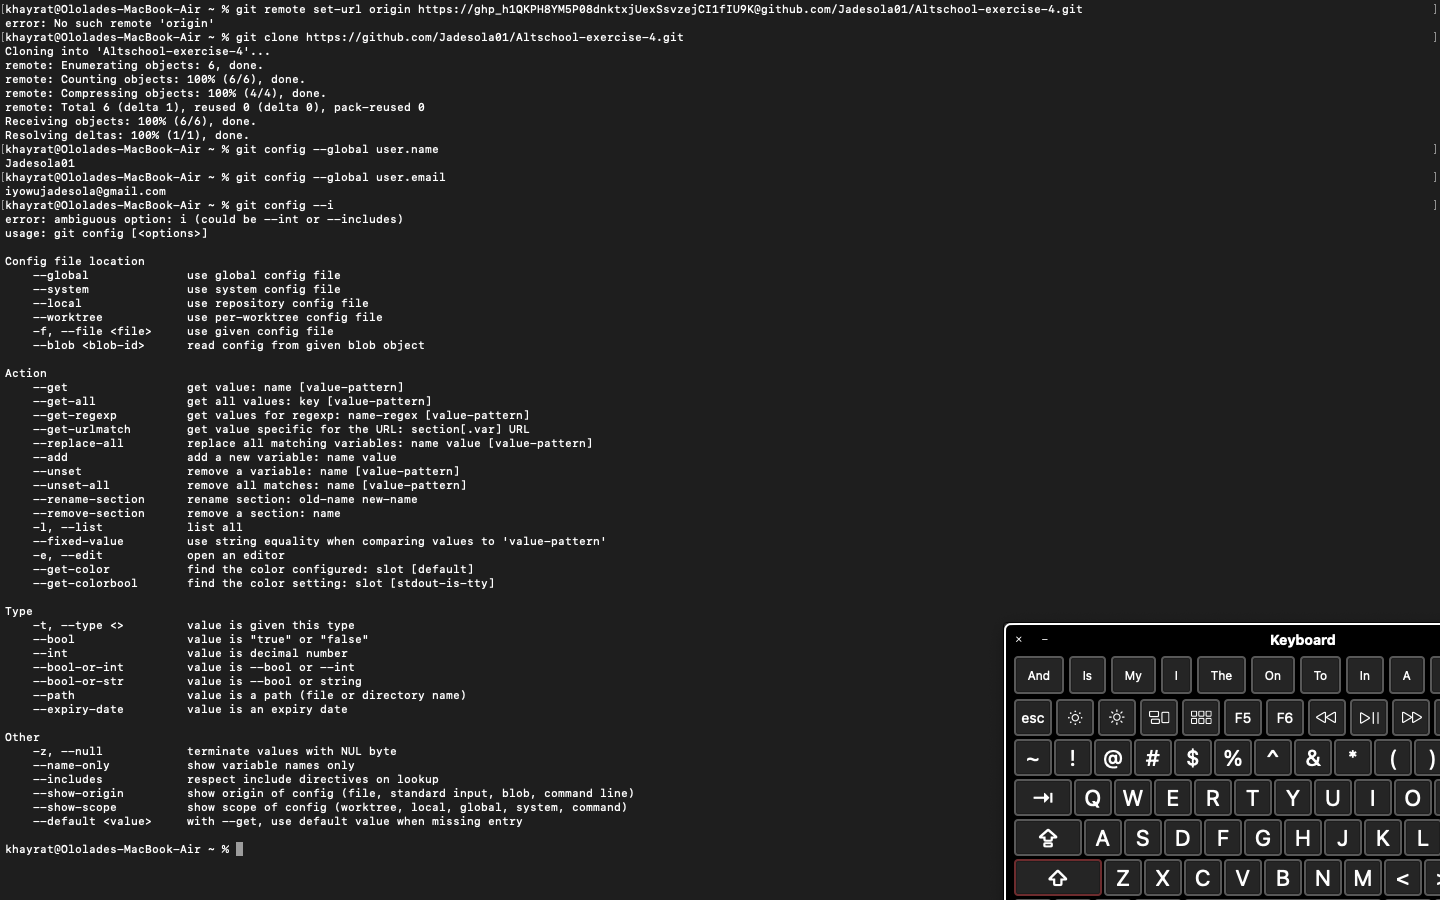 [khayrat@Ololades-MacBook-Air ~ % git remote set-url origin https://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@github.com/Jadesola01/Altschool-exercise-4.git ]
error: No such remote 'origin'
[khayrat@Ololades-MacBook-Air ~ % git clone https://github.com/Jadesola01/Altschool-exercise-4.git ]
Cloning into 'Altschool-exercise-4'...
remote: Enumerating objects: 6, done.
remote: Counting objects: 100% (6/6), done.
remote: Compressing objects: 100% (4/4), done.
remote: Total 6 (delta 1), reused 0 (delta 0), pack-reused 0
Receiving objects: 100% (6/6), done.
Resolving deltas: 100% (1/1), done.
[khayrat@Ololades-MacBook-Air ~ % git config --global user.name ]
Jadesola01
[khayrat@Ololades-MacBook-Air ~ % git config --global user.email ]
iyowujadesola@gmail.com
[khayrat@Ololades-MacBook-Air ~ % git config --i ]
error: ambiguous option: i (could be --int or --includes)
usage: git config [<options>]
Config file location
--global use global config file
--system use system config file
--local use repository config file
--worktree use per-worktree config file
-f, --file <file> use given config file
--blob <blob-id> read config from given blob object
Action
--get get value: name [value-pattern]
--get-all get all values: key [value-pattern]
--get-regexp get values for regexp: name-regex [value-pattern]
--get-urlmatch get value specific for the URL: section[.var] URL
--replace-all replace all matching variables: name value [value-pattern]
--add add a new variable: name value
--unset remove a variable: name [value-pattern]
--unset-all remove all matches: name [value-pattern]
--rename-section rename section: old-name new-name
--remove-section remove a section: name
-l, --list list all
--fixed-value use string equality when comparing values to 'value-pattern'
-e, --edit open an editor
--get-color find the color configured: slot [default]
--get-colorbool find the color setting: slot [stdout-is-tty]
Type
-t, --type <> value is given this type
--bool value is "true" or "false"
--int value is decimal number
--bool-or-int value is --bool or --int
--bool-or-str value is --bool or string
--path value is a path (file or directory name)
--expiry-date value is an expiry date
Other
-z, --null terminate values with NUL byte
--name-only show variable names only
--includes respect include directives on lookup
--show-origin show origin of config (file, standard input, blob, command line)
--show-scope show scope of config (worktree, local, global, system, command)
--default <value> with --get, use default value when missing entry
khayrat@Ololades-MacBook-Air ~ %
Keyboard
And Is My I The On To In A
esc F5 F6
~ ! @ # $ % ^ & * ( )
Q W E R T Y U I O
A S D F G H J K L
Z X C V B N M <